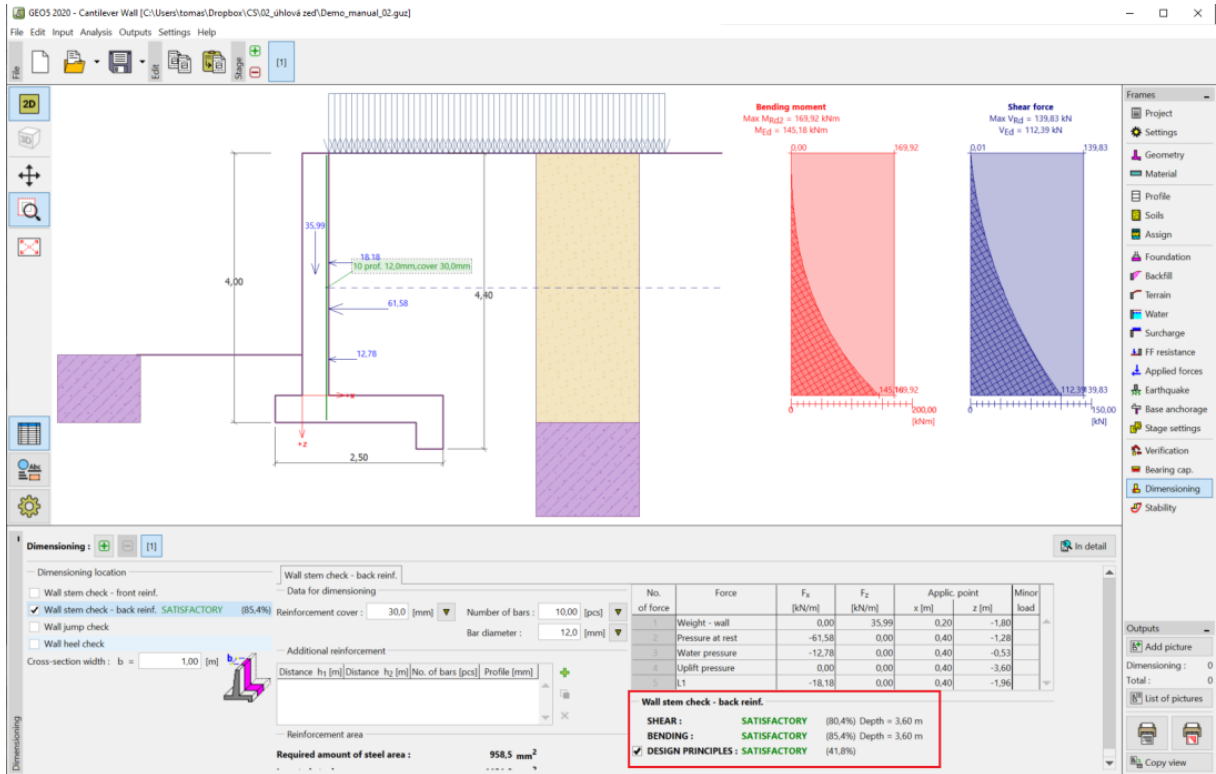 GEO5 2020 - Cantilever Wall [C:\Users\tomas\Dropbox\CS\02_úhlová zed\Demo_manual_02.guz]
File Edit Input Analysis Outputs Settings Help
File
Edit
Stage
[1]
2D
3D
Bending moment
Max MRd2 = 169,92 kNm
MEd = 145,18 kNm
0,00
169,92
145,18
169,92
0
200,00
[kNm]
Shear force
Max VRd = 139,83 kN
VEd = 112,39 kN
0,01
139,83
112,39
139,83
0
150,00
[kN]
35,99
18,18
10 prof. 12,0mm,cover 30,0mm
4,00
4,40
61,58
12,78
+x
+z
2,50
Abc
Frames
Project
Settings
Geometry
Material
Profile
Soils
Assign
Foundation
Backfill
Terrain
Water
Surcharge
FF resistance
Applied forces
Earthquake
Base anchorage
Stage settings
Verification
Bearing cap.
Dimensioning
Stability
Outputs
Add picture
Dimensioning : 0
Total : 0
List of pictures
Copy view
Dimensioning
Dimensioning : [1]
In detail
Dimensioning location
Wall stem check - front reinf.
Wall stem check - back reinf. SATISFACTORY (85,4%)
Wall jump check
Wall heel check
Cross-section width : b = 1,00 [m]
b
Wall stem check - back reinf.
Data for dimensioning
Reinforcement cover : 30,0 [mm] Number of bars : 10,00 [pcs]
Bar diameter : 12,0 [mm]
Additional reinforcement
Distance h1 [m] Distance h2 [m] No. of bars [pcs] Profile [mm]
Reinforcement area
Required amount of steel area : 958,5 mm2
No. Force Fx Fz Applic. point Minor
of force [kN/m] [kN/m] x [m] z [m] load
1 Weight - wall 0,00 35,99 0,20 -1,80
2 Pressure at rest -61,58 0,00 0,40 -1,28
3 Water pressure -12,78 0,00 0,40 -0,53
4 Uplift pressure 0,00 0,00 0,40 -3,60
5 L1 -18,18 0,00 0,40 -1,96
Wall stem check - back reinf.
SHEAR : SATISFACTORY (80,4%) Depth = 3,60 m
BENDING : SATISFACTORY (85,4%) Depth = 3,60 m
DESIGN PRINCIPLES : SATISFACTORY (41,8%)